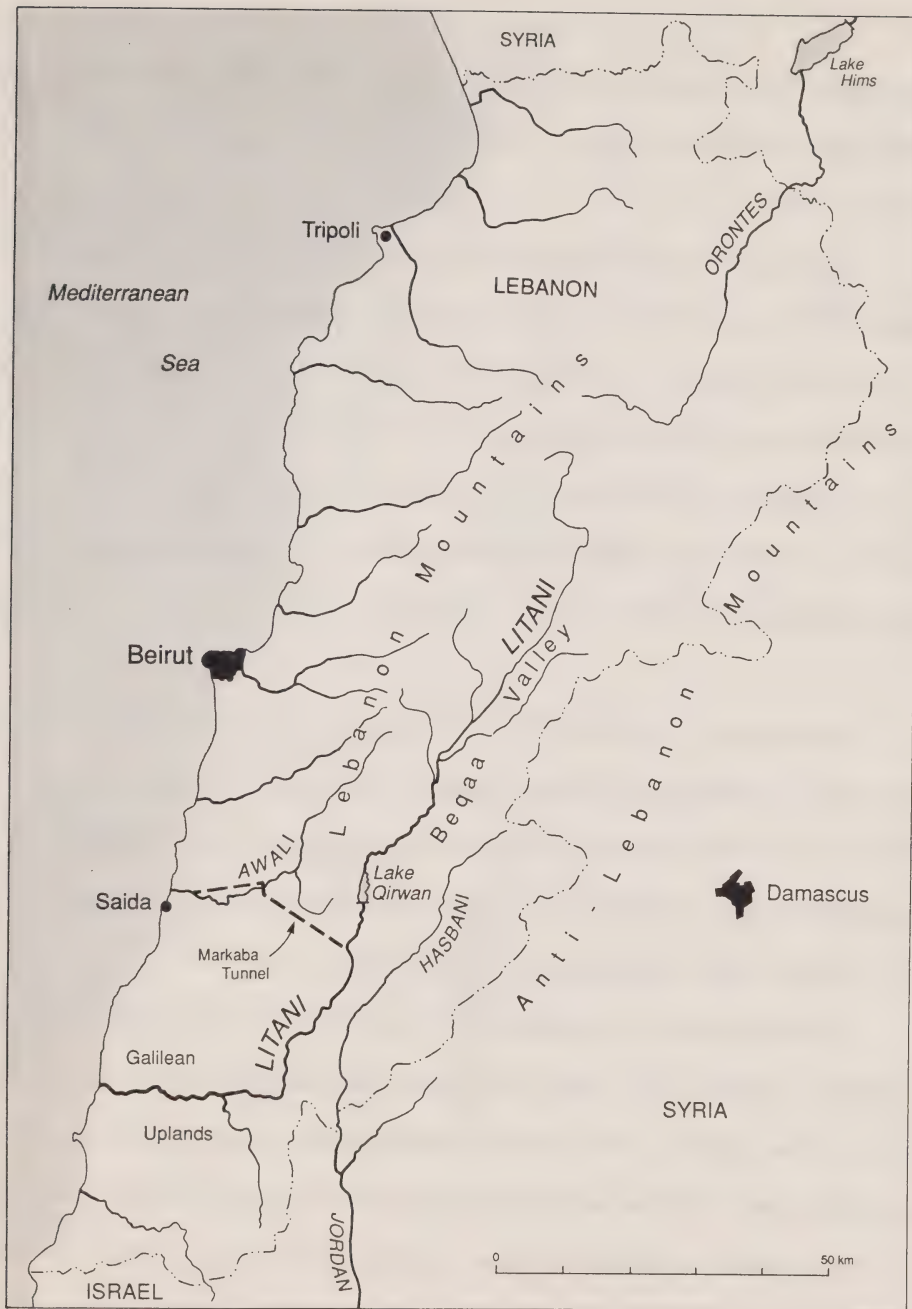 SYRIA
Lake
Hims
ORONTES
Tripoli
LEBANON
Mediterranean
Sea
Lebanon Mountains
LITANI
Beqaa Valley
Anti-Lebanon Mountains
Beirut
AWALI
Lake
Qirwan
Saida
Damascus
HASBANI
Markaba
Tunnel
LITANI
Galilean
Uplands
SYRIA
JORDAN
ISRAEL
0 50 km